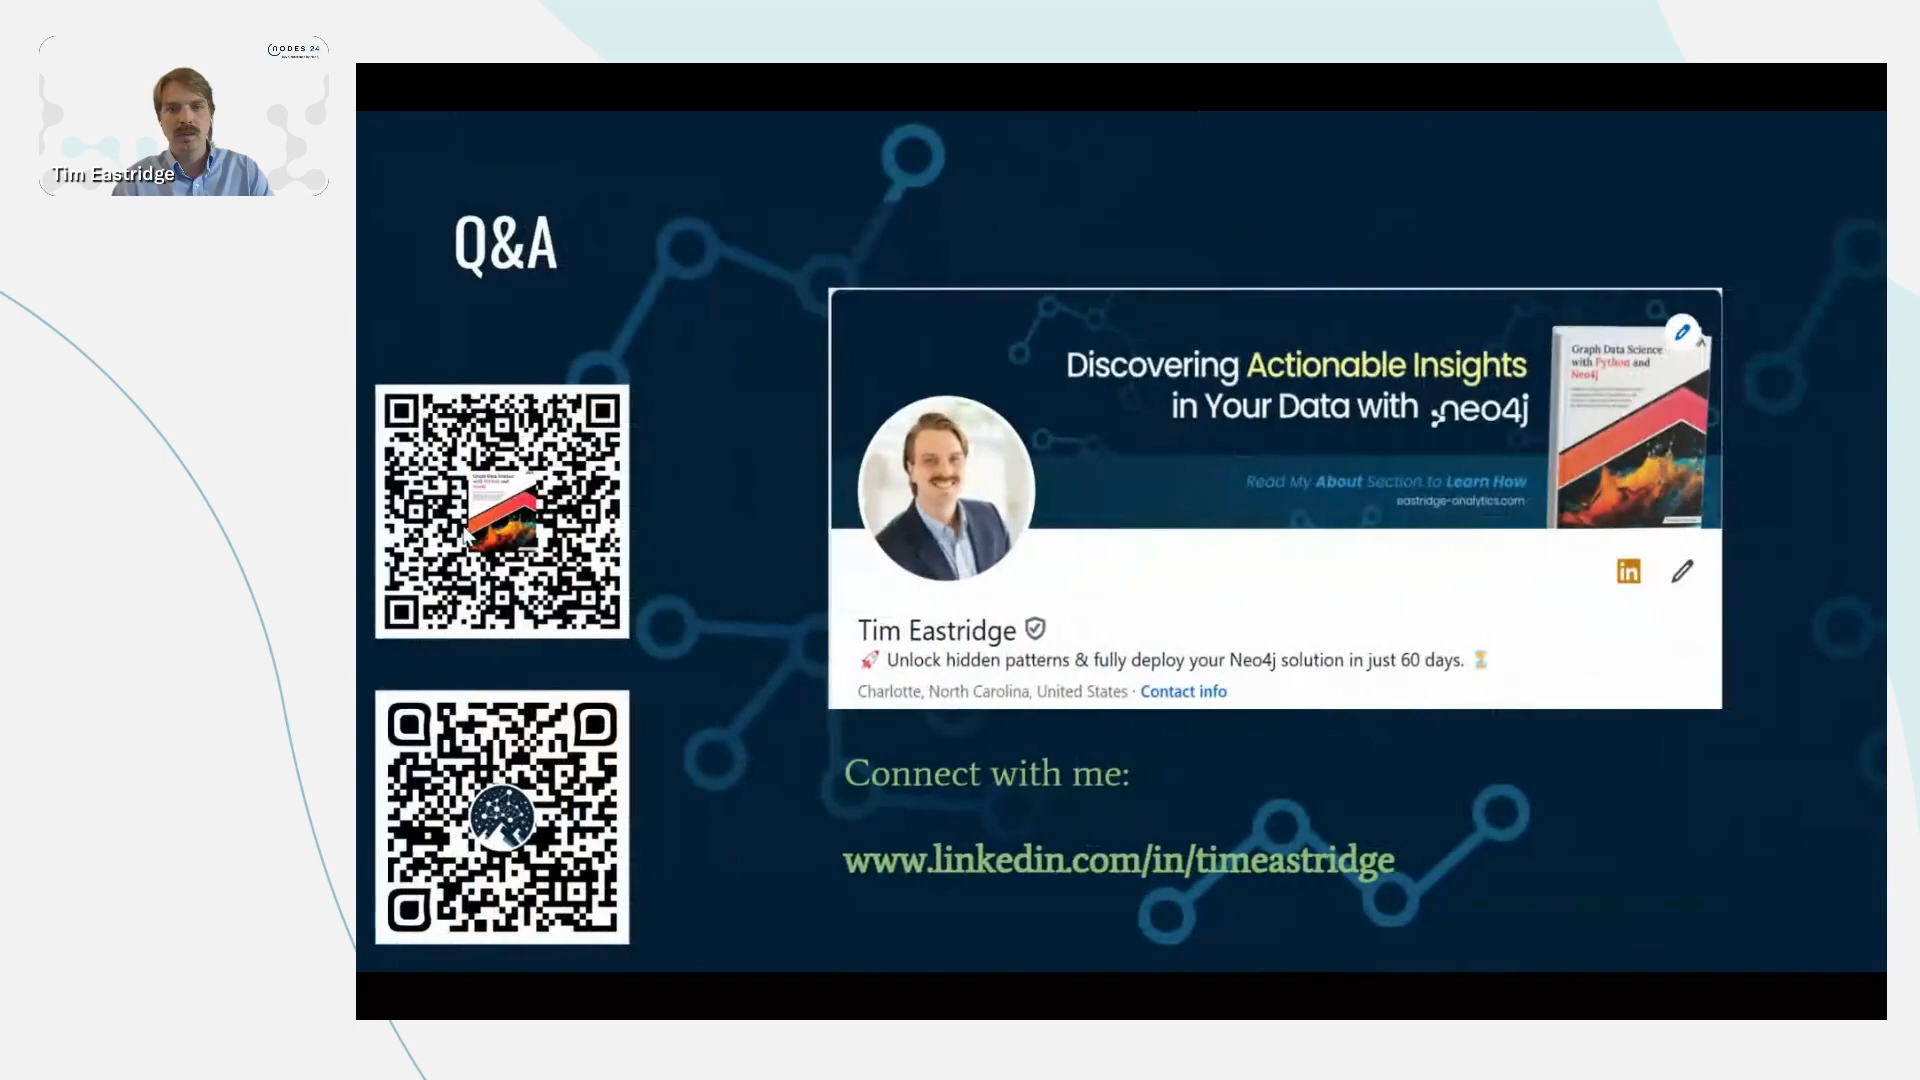 NODES 24
Tim Eastridge
Q&A
Discovering Actionable Insights
in Your Data with neo4j
Read My About Section to Learn How
eastridge-analytics.com
Graph Data Science
with Python and
Neo4j
in
Tim Eastridge
🚀 Unlock hidden patterns & fully deploy your Neo4j solution in just 60 days. ⏳
Charlotte, North Carolina, United States · Contact info
Connect with me:
www.linkedin.com/in/timeastridge